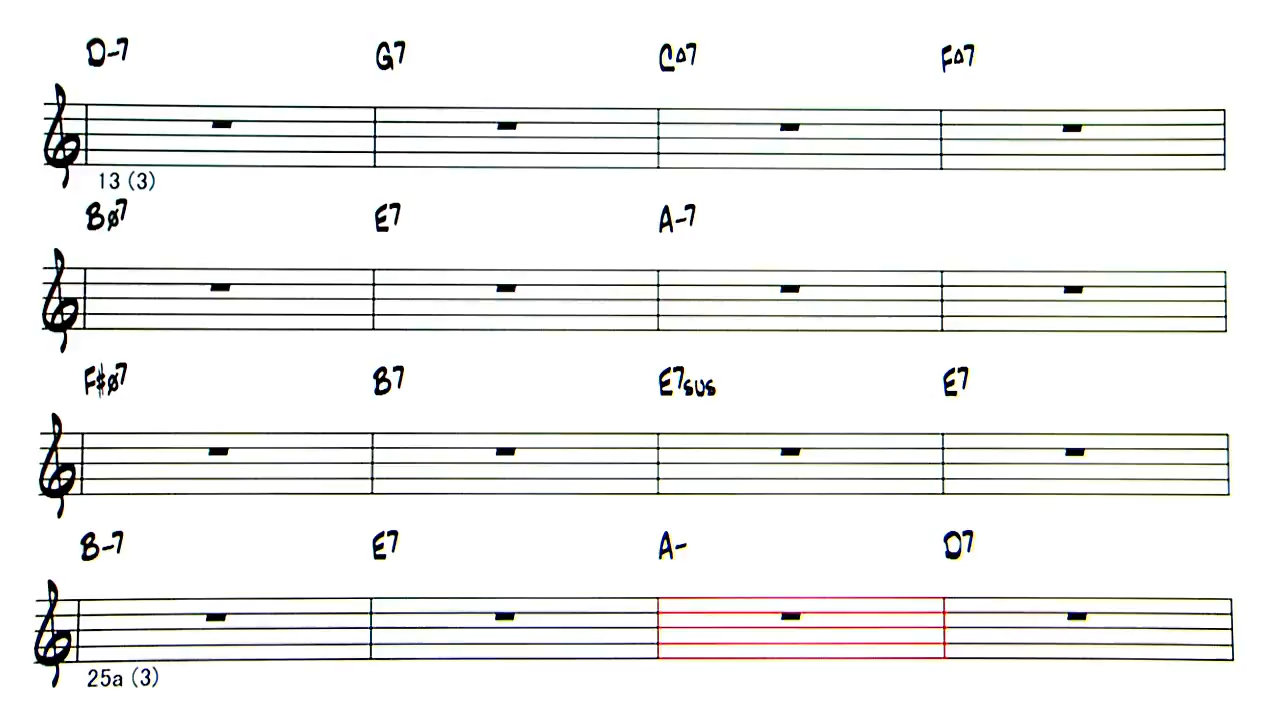 D-7 G7 C△7 F△7
13 (3)
Bø7 E7 A-7
F#ø7 B7 E7sus E7
B-7 E7 A- D7
25a (3)